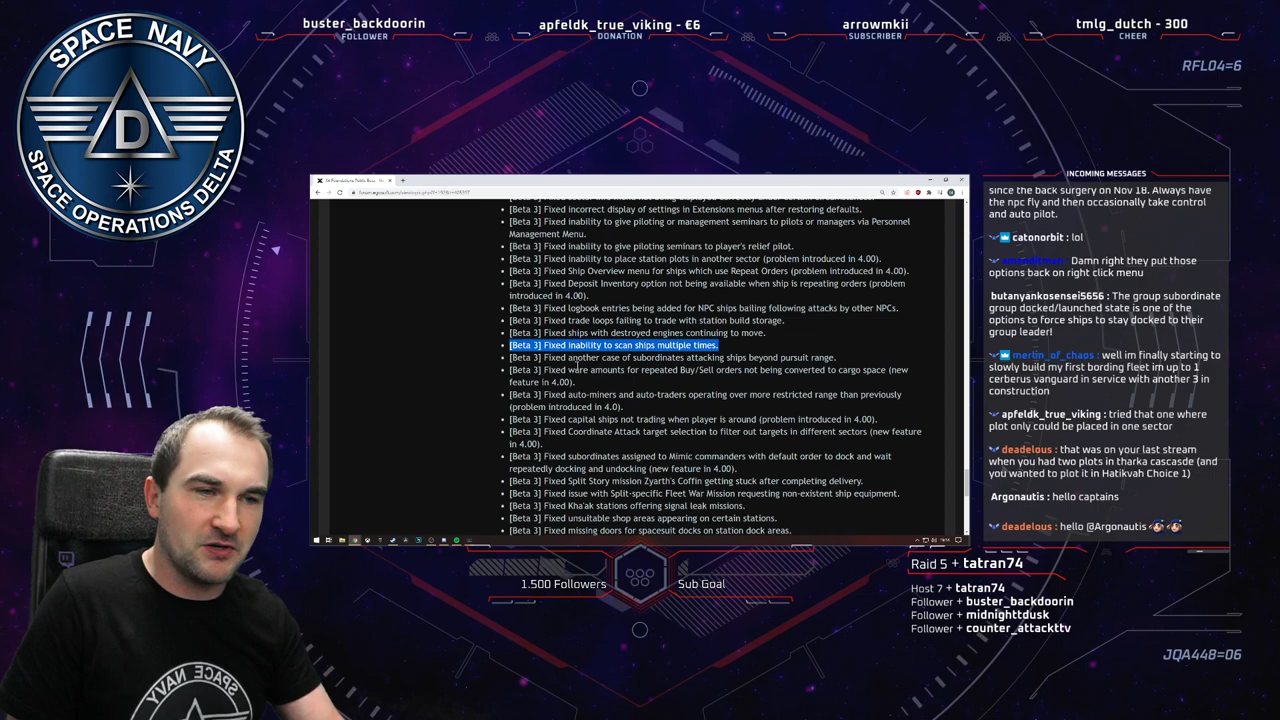 buster_backdoorin
FOLLOWER
apfeldk_true_viking - €6
DONATION
arrowmkii
SUBSCRIBER
tmlg_dutch - 300
CHEER
RFL04=6
SPACE NAVY
D
SPACE OPERATIONS DELTA
[Beta 3] Fixed incorrect display of settings in Extensions menus after restoring defaults.
[Beta 3] Fixed inability to give piloting or management seminars to pilots or managers via Personnel
Management Menu.
[Beta 3] Fixed inability to give piloting seminars to player's relief pilot.
[Beta 3] Fixed inability to place station plots in another sector (problem introduced in 4.00).
[Beta 3] Fixed Ship Overview menu for ships which use Repeat Orders (problem introduced in 4.00).
[Beta 3] Fixed Deposit Inventory option not being available when ship is repeating orders (problem
introduced in 4.00).
[Beta 3] Fixed logbook entries being added for NPC ships bailing following attacks by other NPCs.
[Beta 3] Fixed trade loops failing to trade with station build storage.
[Beta 3] Fixed ships with destroyed engines continuing to move.
[Beta 3] Fixed inability to scan ships multiple times.
[Beta 3] Fixed another case of subordinates attacking ships beyond pursuit range.
[Beta 3] Fixed ware amounts for repeated Buy/Sell orders not being converted to cargo space (new
feature in 4.00).
[Beta 3] Fixed auto-miners and auto-traders operating over more restricted range than previously
(problem introduced in 4.0).
[Beta 3] Fixed capital ships not trading when player is around (problem introduced in 4.00).
[Beta 3] Fixed Coordinate Attack target selection to filter out targets in different sectors (new feature
in 4.00).
[Beta 3] Fixed subordinates assigned to Mimic commanders with default order to dock and wait
repeatedly docking and undocking (new feature in 4.00).
[Beta 3] Fixed Split Story mission Zyarth's Coffin getting stuck after completing delivery.
[Beta 3] Fixed issue with Split-specific Fleet War Mission requesting non-existent ship equipment.
[Beta 3] Fixed Kha'ak stations offering signal leak missions.
[Beta 3] Fixed unsuitable shop areas appearing on certain stations.
[Beta 3] Fixed missing doors for spacesuit docks on station dock areas.
INCOMING MESSAGES
since the back surgery on Nov 18. Always have
the npc fly and then occasionally take control
and auto pilot.
catonorbit : lol
Damn right they put those
options back on right click menu
butanyankosensei5656 : The group subordinate
group docked/launched state is one of the
options to force ships to stay docked to their
group leader!
merlin_of_chaos : well im finally starting to
slowly build my first bording fleet im up to 1
cerberus vanguard in service with another 3 in
construction
apfeldk_true_viking : tried that one where
plot only could be placed in one sector
deadelous : that was on your last stream
when you had two plots in tharka cascasde (and
you wanted to plot it in Hatikvah Choice 1)
Argonautis : hello captains
deadelous : hello @Argonautis
1.500 Followers
Sub Goal
Raid 5 + tatran74
Host 7 + tatran74
Follower + buster_backdoorin
Follower + midnighttdusk
Follower + counter_attackttv
JQA448=06